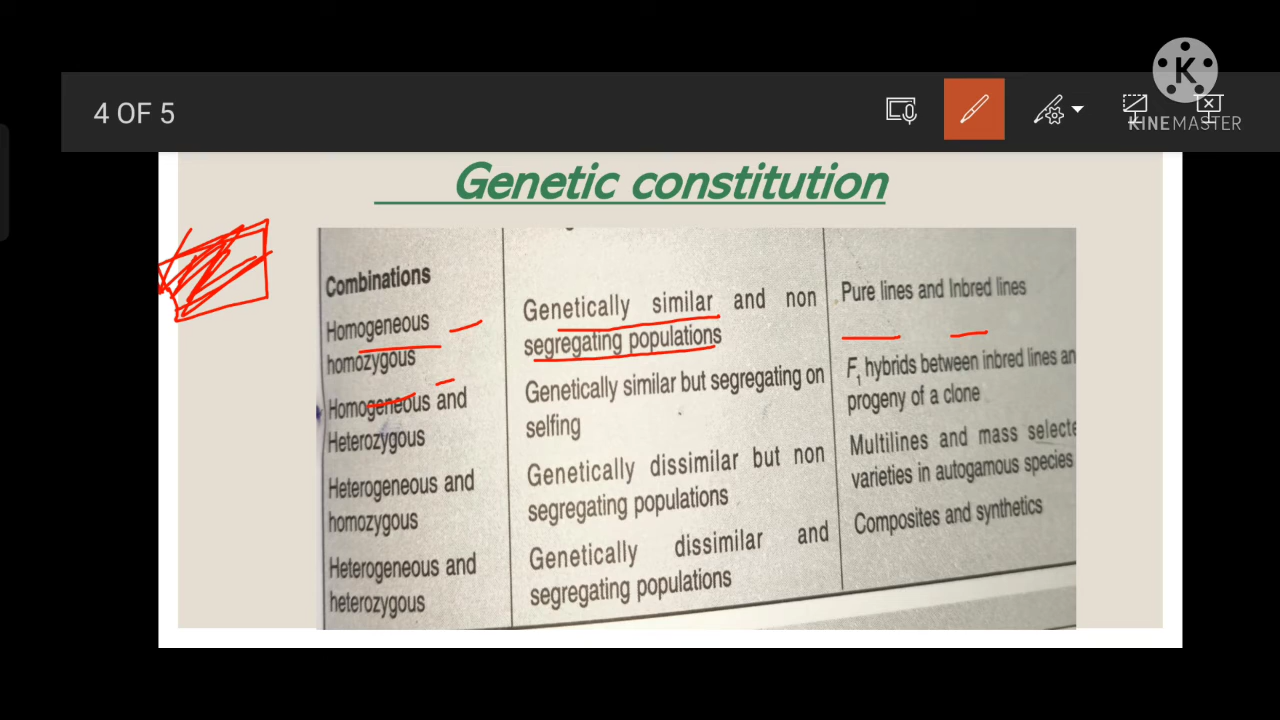 4 OF 5
KINEMASTER
Genetic constitution
Combinations
Homogeneous
homozygous
Genetically similar and non
segregating populations
Pure lines and Inbred lines
Homogeneous and
Heterozygous
Genetically similar but segregating on
selfing
F1 hybrids between inbred lines an
progeny of a clone
Heterogeneous and
homozygous
Genetically dissimilar but non
segregating populations
Multilines and mass selecte
varieties in autogamous species
Heterogeneous and
heterozygous
Genetically dissimilar and
segregating populations
Composites and synthetics